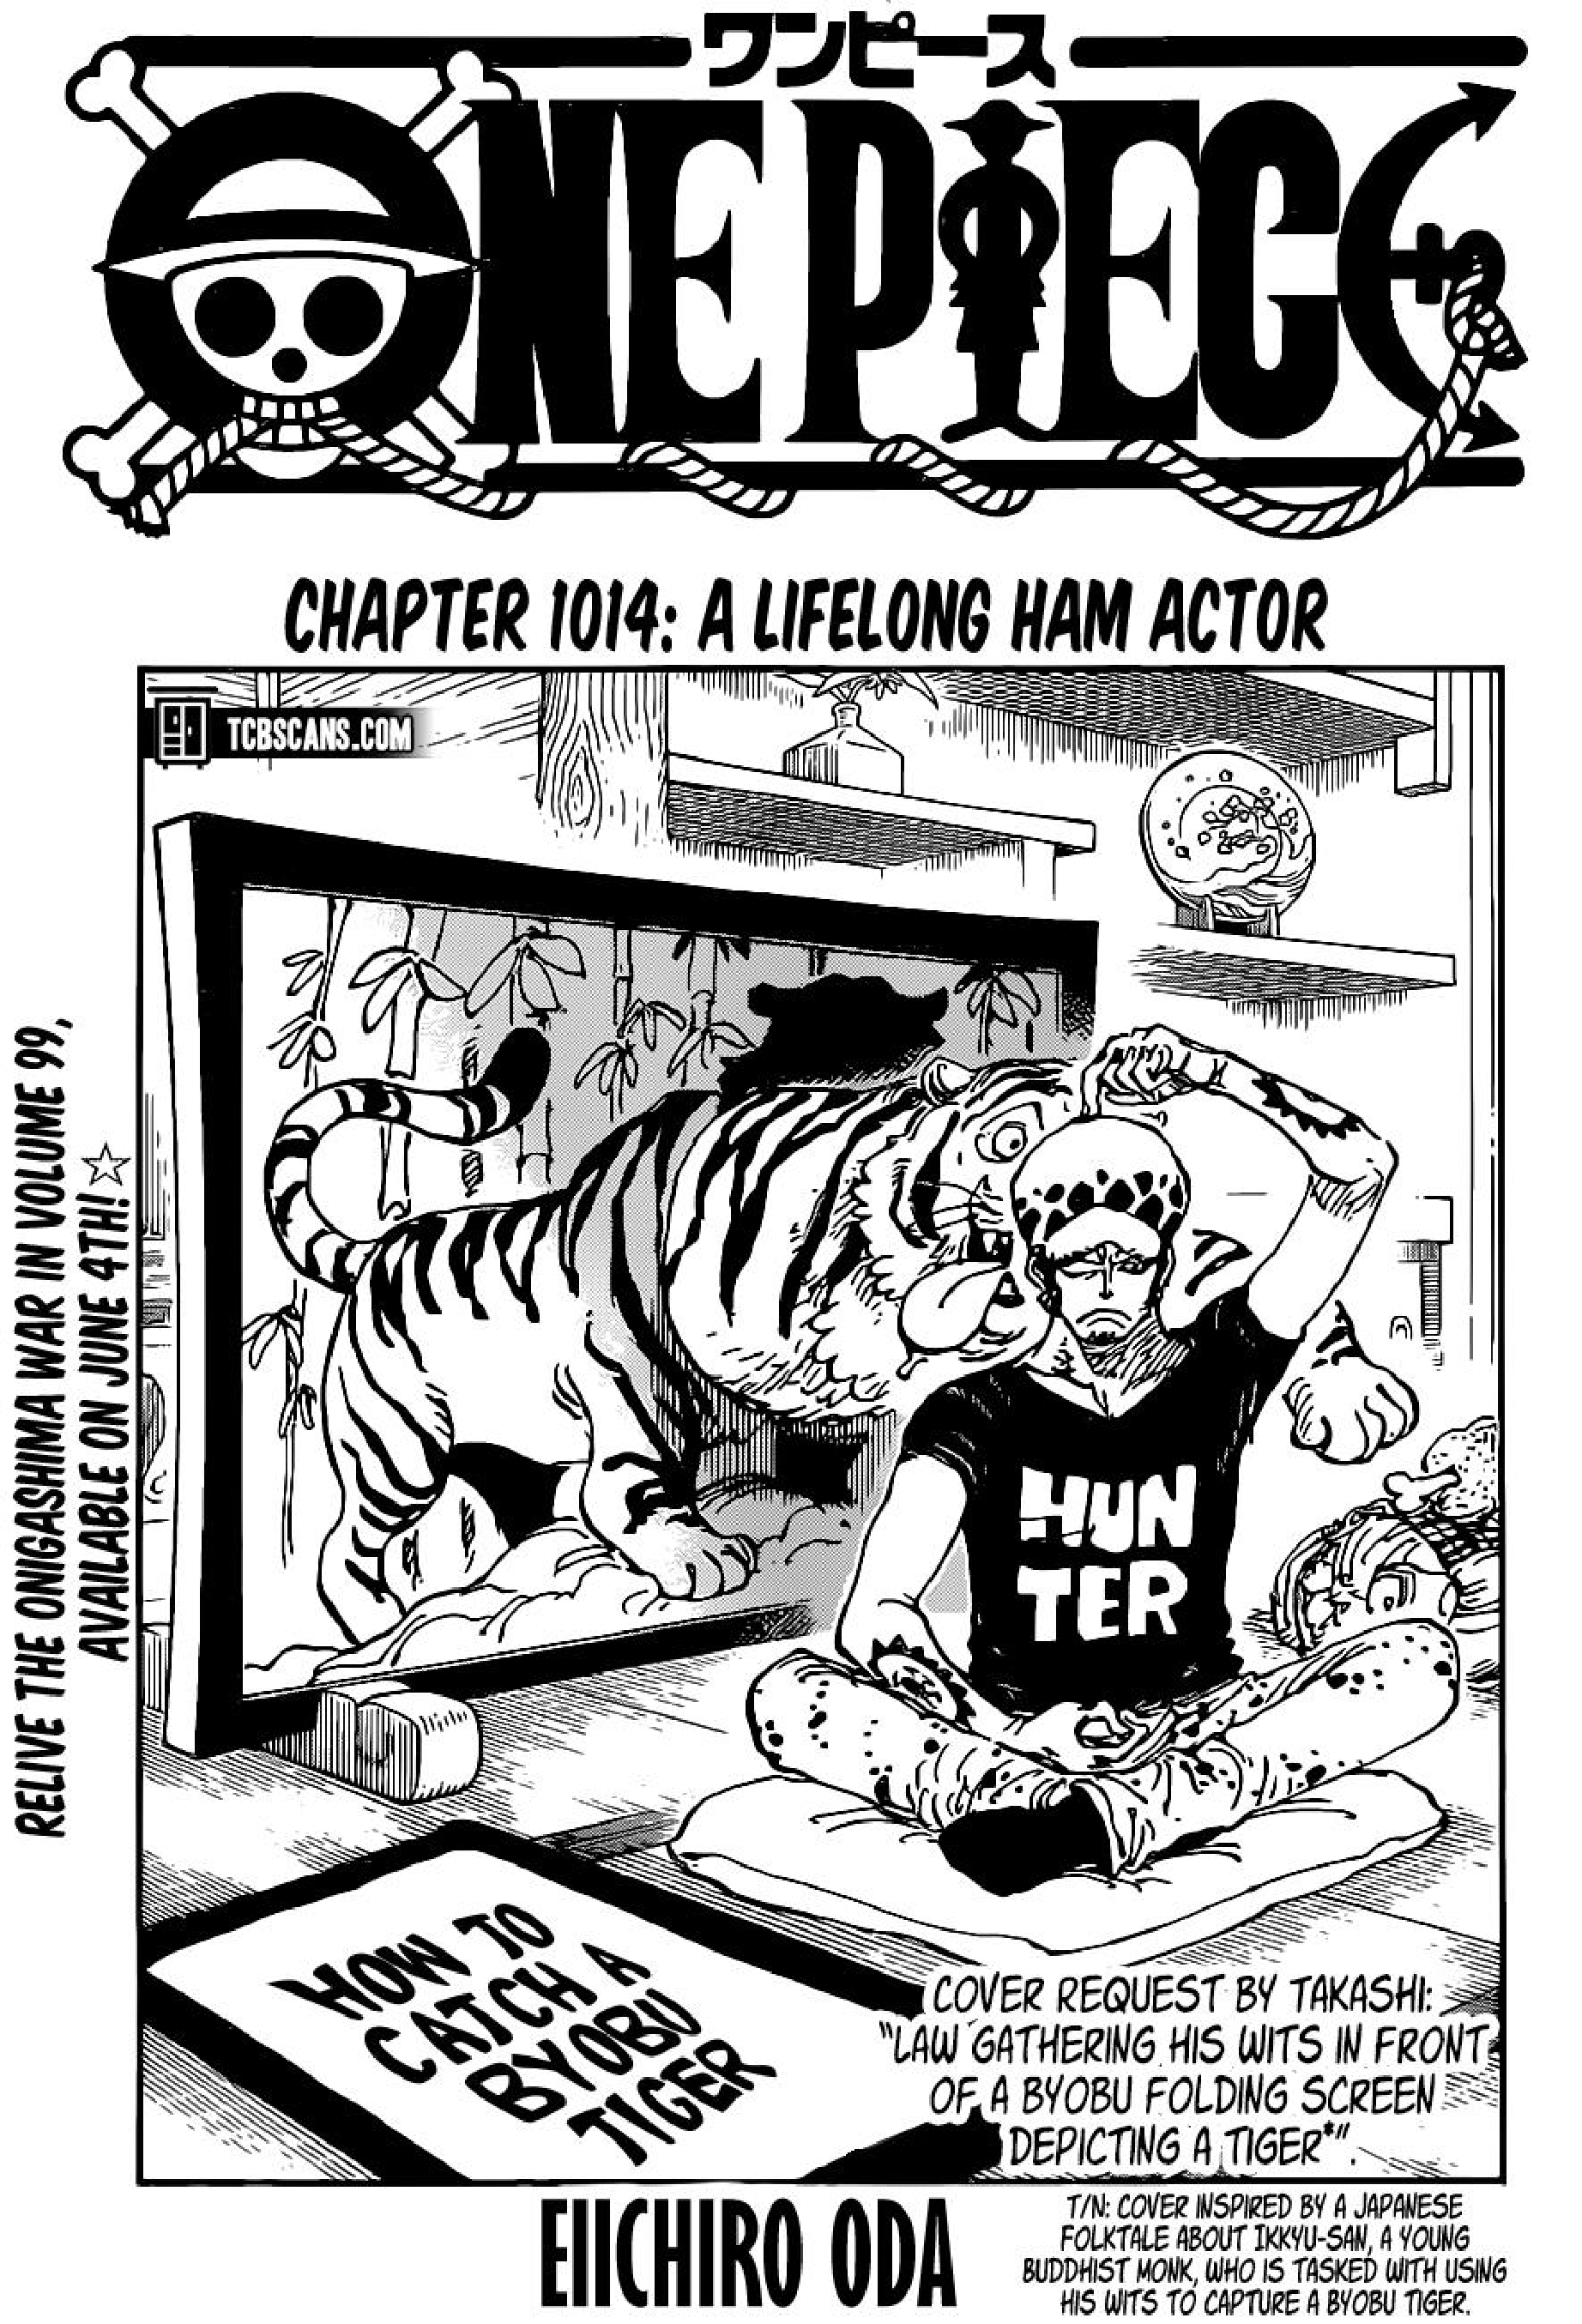 ワンピース
ONE PIECE
CHAPTER 1014: A LIFELONG HAM ACTOR
TCBSCANS.COM
RELIVE THE ONIGASHIMA WAR IN VOLUME 99,
AVAILABLE ON JUNE 4TH!☆
HUN
TER
HOW TO
CATCH A
BYOBU
TIGER
COVER REQUEST BY TAKASHI:
"LAW GATHERING HIS WITS IN FRONT
OF A BYOBU FOLDING SCREEN
DEPICTING A TIGER*".
EIICHIRO ODA
T/N: COVER INSPIRED BY A JAPANESE
FOLKTALE ABOUT IKKYU-SAN, A YOUNG
BUDDHIST MONK, WHO IS TASKED WITH USING
HIS WITS TO CAPTURE A BYOBU TIGER.